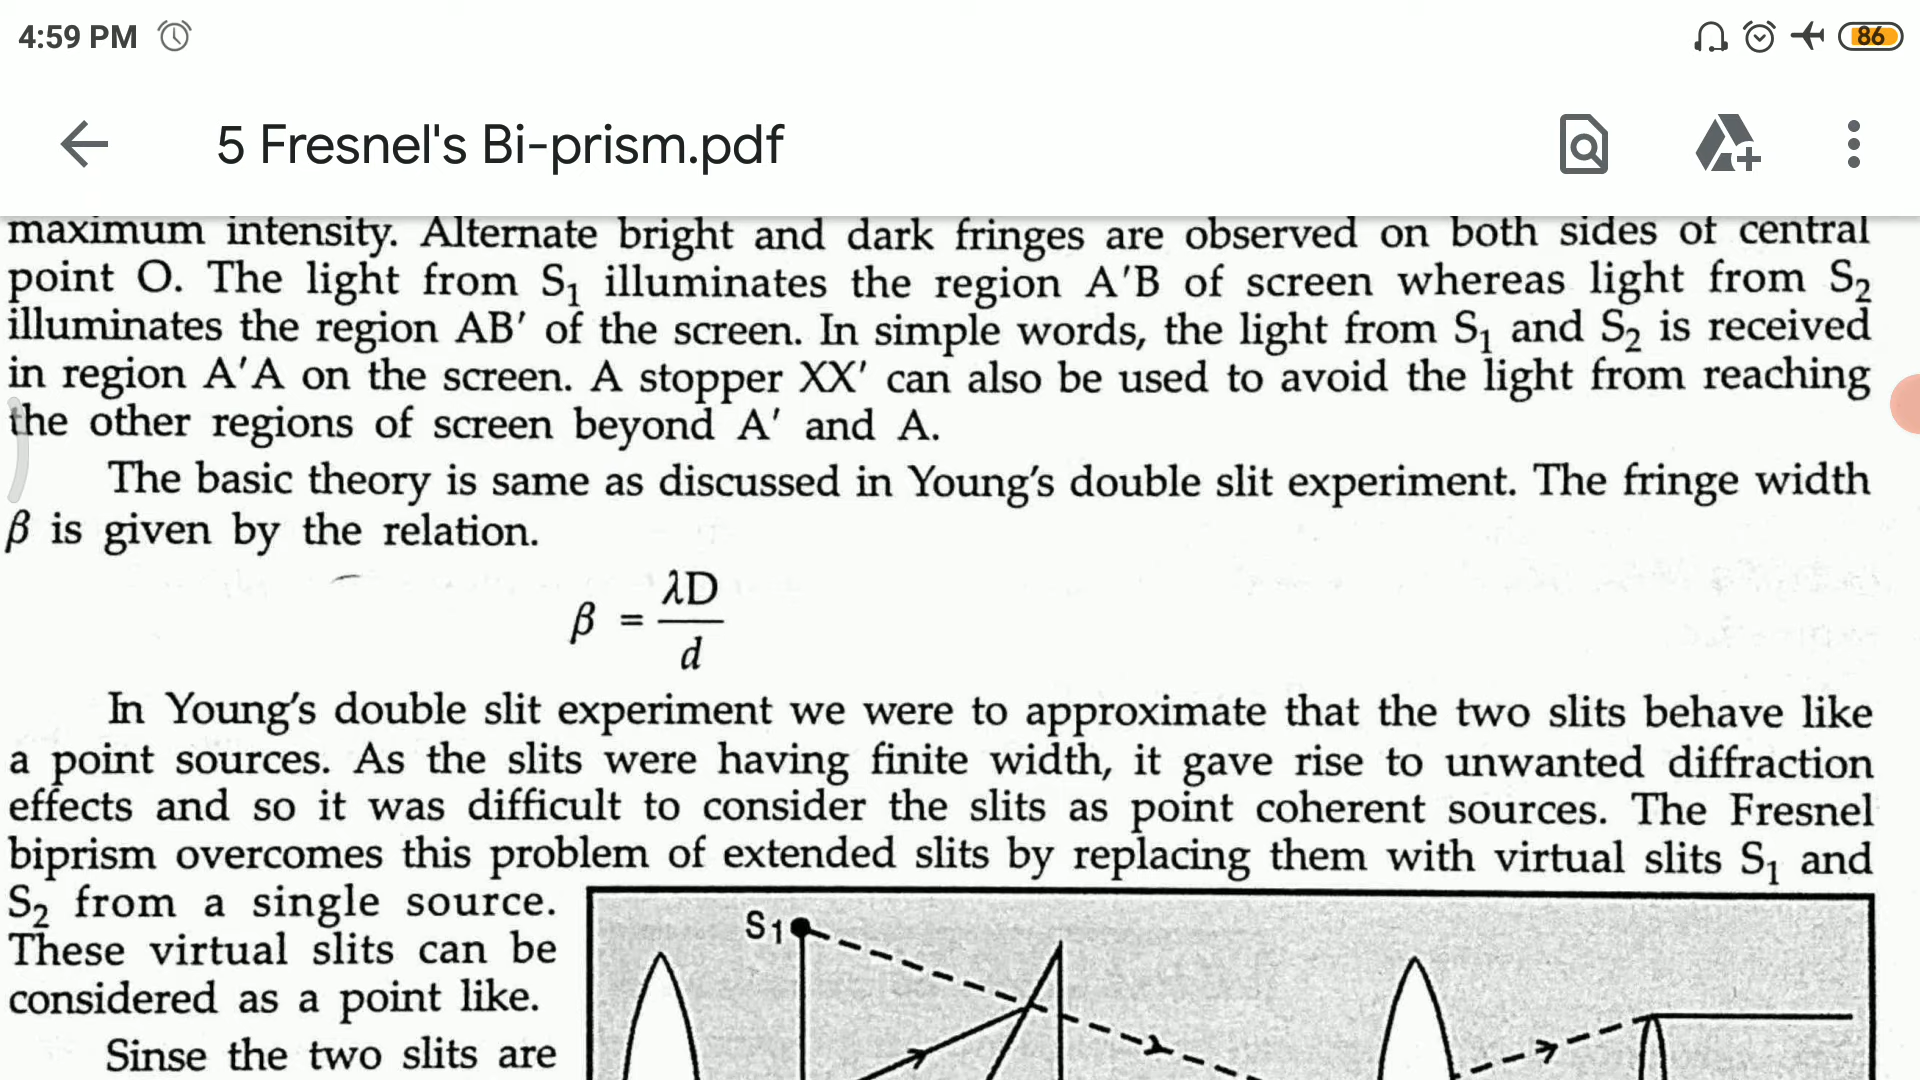 4:59 PM
86
5 Fresnel's Bi-prism.pdf
maximum intensity. Alternate bright and dark fringes are observed on both sides of central
point O. The light from S₁ illuminates the region A′B of screen whereas light from S₂
illuminates the region AB′ of the screen. In simple words, the light from S₁ and S₂ is received
in region A′A on the screen. A stopper XX′ can also be used to avoid the light from reaching
the other regions of screen beyond A′ and A.
The basic theory is same as discussed in Young's double slit experiment. The fringe width
β is given by the relation.
β = λD/d
In Young's double slit experiment we were to approximate that the two slits behave like
a point sources. As the slits were having finite width, it gave rise to unwanted diffraction
effects and so it was difficult to consider the slits as point coherent sources. The Fresnel
biprism overcomes this problem of extended slits by replacing them with virtual slits S₁ and
S₂ from a single source.
These virtual slits can be
considered as a point like.
Sinse the two slits are
S₁